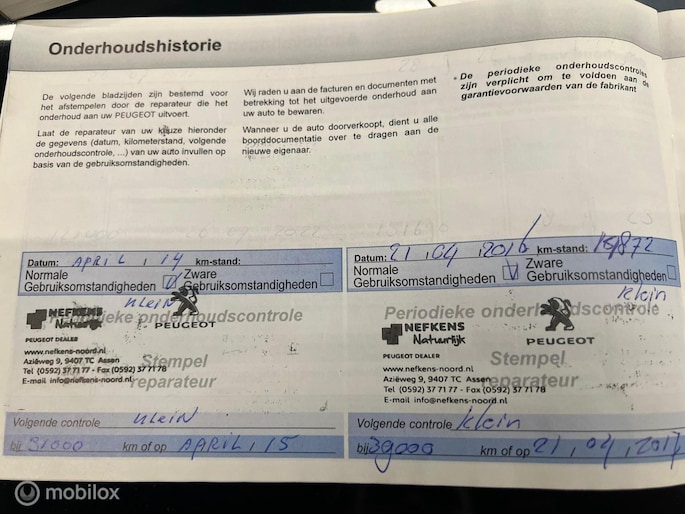 Onderhoudshistorie
De volgende bladzijden zijn bestemd voor
het afstempelen door de reparateur die het
onderhoud aan uw PEUGEOT uitvoert.
Laat de reparateur van uw keuze hieronder
de gegevens (datum, kilometerstand, volgende
onderhoudscontrole, ...) van uw auto invullen op
basis van de gebruiksomstandigheden.
Wij raden u aan de facturen en documenten met
betrekking tot het uitgevoerde onderhoud aan
uw auto te bewaren.
Wanneer u de auto doorverkoopt, dient u alle
boorddocumentatie over te dragen aan de
nieuwe eigenaar.
* De periodieke onderhoudscontroles
zijn verplicht om te voldoen aan de
garantievoorwaarden van de fabrikant
Datum: APRIL, 14 km-stand:
Normale Zware
Gebruiksomstandigheden Gebruiksomstandigheden
Klein
Periodieke onderhoudscontrole
NEFKENS
Natuurlijk
PEUGEOT
PEUGEOT DEALER
www.nefkens-noord.nl
Aziëweg 9, 9407 TC Assen
Tel (0592) 37 71 77 - Fax (0592) 37 71 78
E-mail info@nefkens-noord.nl
Stempel
reparateur
Volgende controle Klein
bij 31000 km of op APRIL, 15
Datum: 21, 04, 2016 km-stand: 15872
Normale Zware
Gebruiksomstandigheden Gebruiksomstandigheden
Klein
Periodieke onderhoudscontrole
NEFKENS
Natuurlijk
PEUGEOT
PEUGEOT DEALER
www.nefkens-noord.nl
Aziëweg 9, 9407 TC Assen
Tel (0592) 37 71 77 - Fax (0592) 37 71 78
E-mail info@nefkens-noord.nl
Stempel
reparateur
Volgende controle Klein
bij 39000 km of op 21, 04, 2017
mobilox